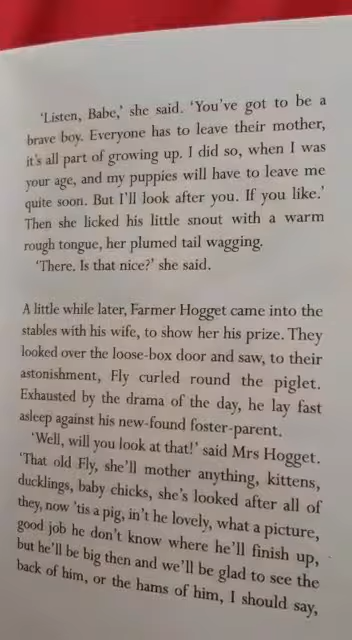 'Listen, Babe,' she said. 'You've got to be a
brave boy. Everyone has to leave their mother,
it's all part of growing up. I did so, when I was
your age, and my puppies will have to leave me
quite soon. But I'll look after you. If you like.'
Then she licked his little snout with a warm
rough tongue, her plumed tail wagging.
'There. Is that nice?' she said.
A little while later, Farmer Hogget came into the
stables with his wife, to show her his prize. They
looked over the loose-box door and saw, to their
astonishment, Fly curled round the piglet.
Exhausted by the drama of the day, he lay fast
asleep against his new-found foster-parent.
'Well, will you look at that!' said Mrs Hogget.
'That old Fly, she'll mother anything, kittens,
ducklings, baby chicks, she's looked after all of
they, now 'tis a pig, in't he lovely, what a picture,
good job he don't know where he'll finish up,
but he'll be big then and we'll be glad to see the
back of him, or the hams of him, I should say,